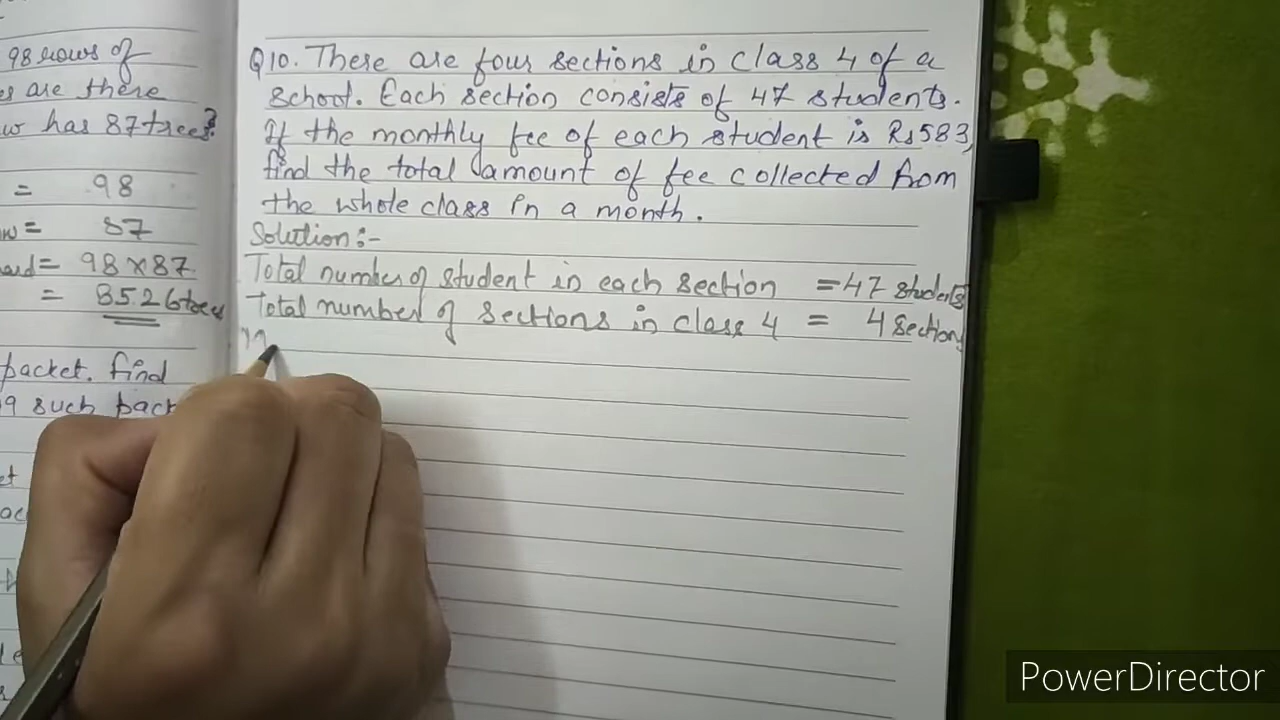 98 rows of
are there
has 87 trees?
= 98
= 87
= 98×87
= 8526 trees
packet. find
9 such
Q10. There are four sections in class 4 of a
school. Each section consists of 47 students.
If the monthly fee of each student is Rs583,
find the total amount of fee collected from
the whole class in a month.
Solution:-
Total number of student in each section = 47 students
Total number of sections in class 4 = 4 sections
PowerDirector